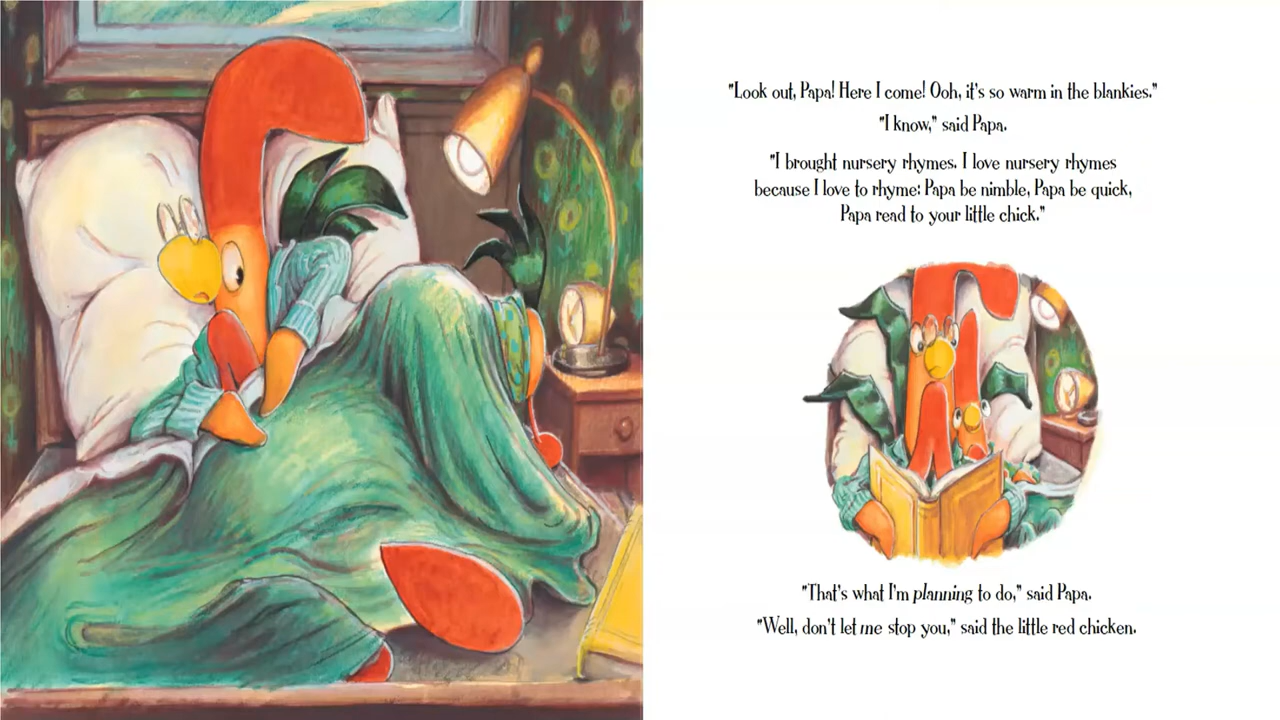 "Look out, Papa! Here I come! Ooh, it's so warm in the blankies."
"I know," said Papa.
"I brought nursery rhymes. I love nursery rhymes
because I love to rhyme: Papa be nimble, Papa be quick,
Papa read to your little chick."
"That's what I'm planning to do," said Papa.
"Well, don't let me stop you," said the little red chicken.